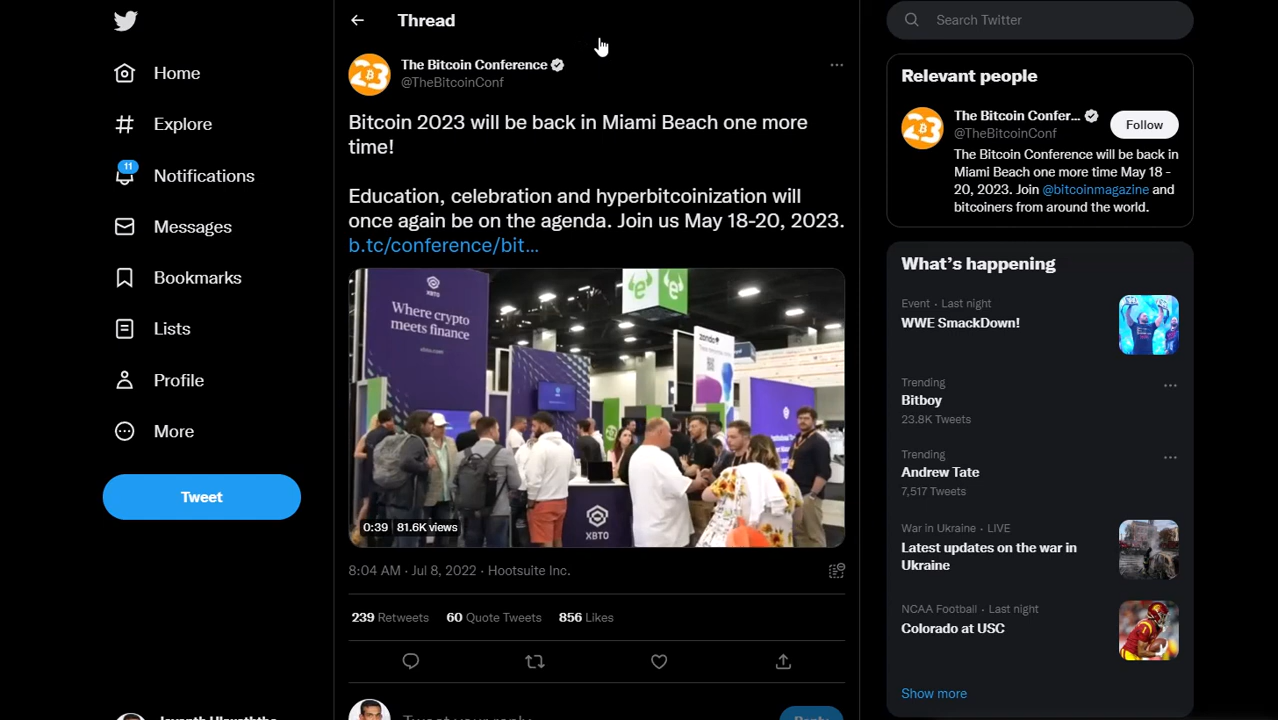 Thread
Search Twitter
11
Home
Explore
Notifications
Messages
Bookmarks
Lists
Profile
More
Tweet
The Bitcoin Conference
@TheBitcoinConf
Bitcoin 2023 will be back in Miami Beach one more
time!
Education, celebration and hyperbitcoinization will
once again be on the agenda. Join us May 18-20, 2023.
b.tc/conference/bit...
XBTO
Where crypto
meets finance
xbto.com
XBTO
0:39
81.6K views
8:04 AM · Jul 8, 2022 · Hootsuite Inc.
239 Retweets 60 Quote Tweets 856 Likes
Tweet your reply
Reply
Relevant people
The Bitcoin Confer...
@TheBitcoinConf
Follow
The Bitcoin Conference will be back in
Miami Beach one more time May 18 -
20, 2023. Join @bitcoinmagazine and
bitcoiners from around the world.
What's happening
Event · Last night
WWE SmackDown!
Trending
Bitboy
23.8K Tweets
Trending
Andrew Tate
7,517 Tweets
War in Ukraine · LIVE
Latest updates on the war in
Ukraine
NCAA Football · Last night
Colorado at USC
Show more